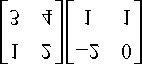 [1 2] [-2 0]
[3 4] [1 1]